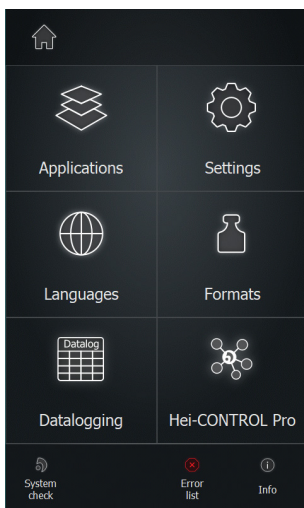 Applications
Settings
Languages
Formats
Datalog
Datalogging
Hei-CONTROL Pro
System
check
Error
list
Info